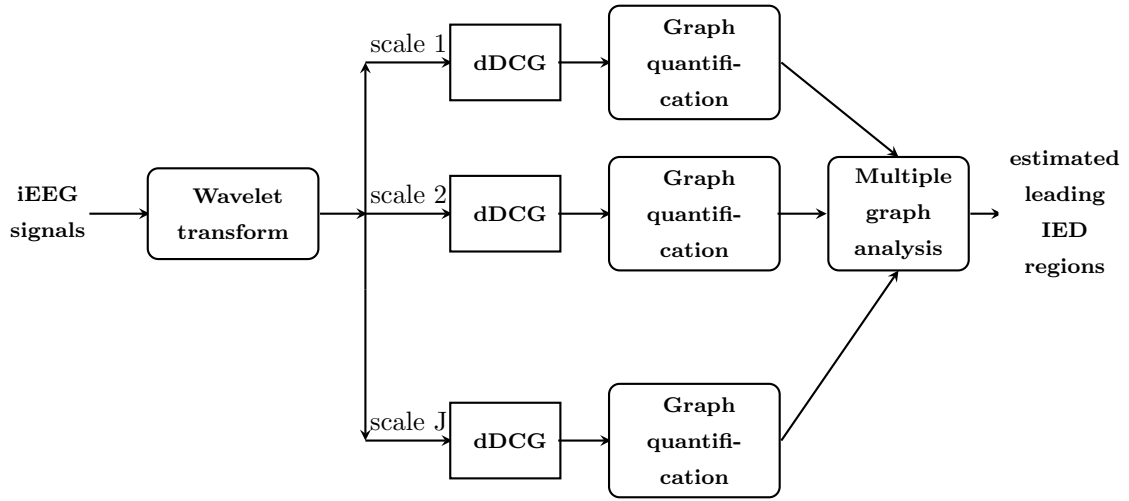 iEEG
signals
Wavelet
transform
scale 1
dDCG
Graph
quantifi-
cation
scale 2
dDCG
Graph
quantifi-
cation
scale J
dDCG
Graph
quantifi-
cation
Multiple
graph
analysis
estimated
leading
IED
regions